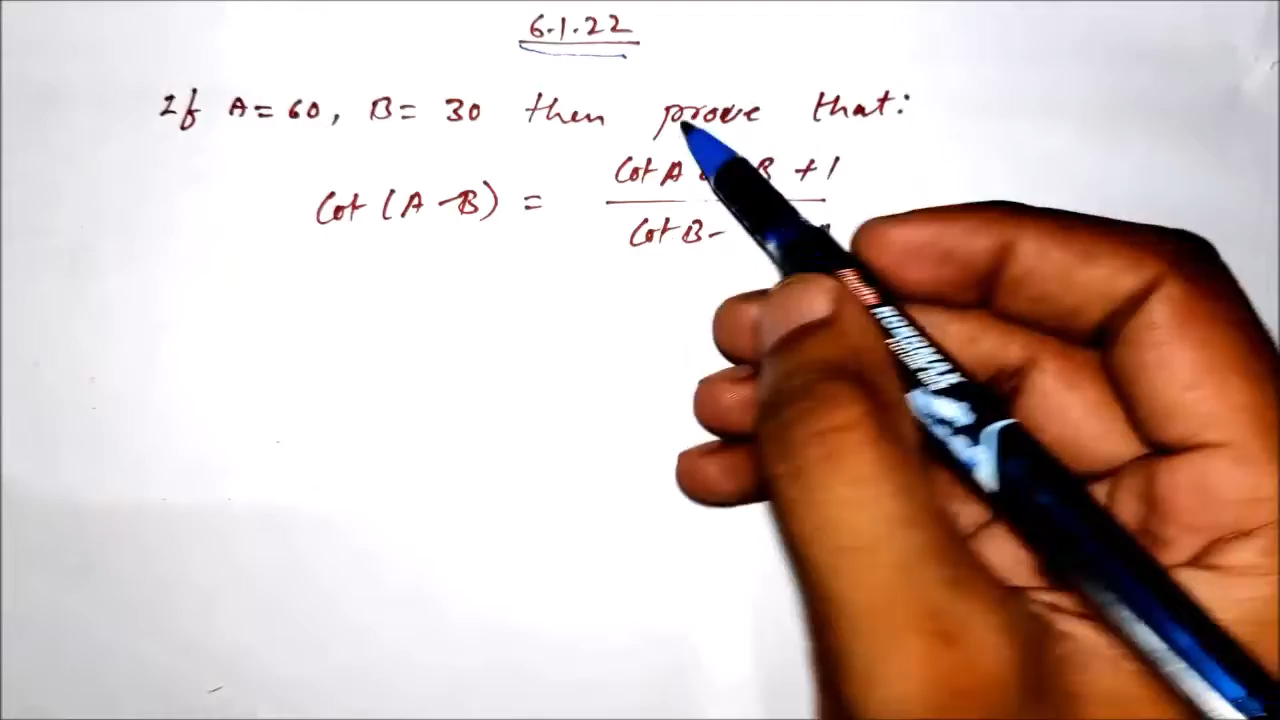 6.1.22
If A = 60, B = 30 then prove that:
Cot (A - B) = Cot A B + 1
Cot B -